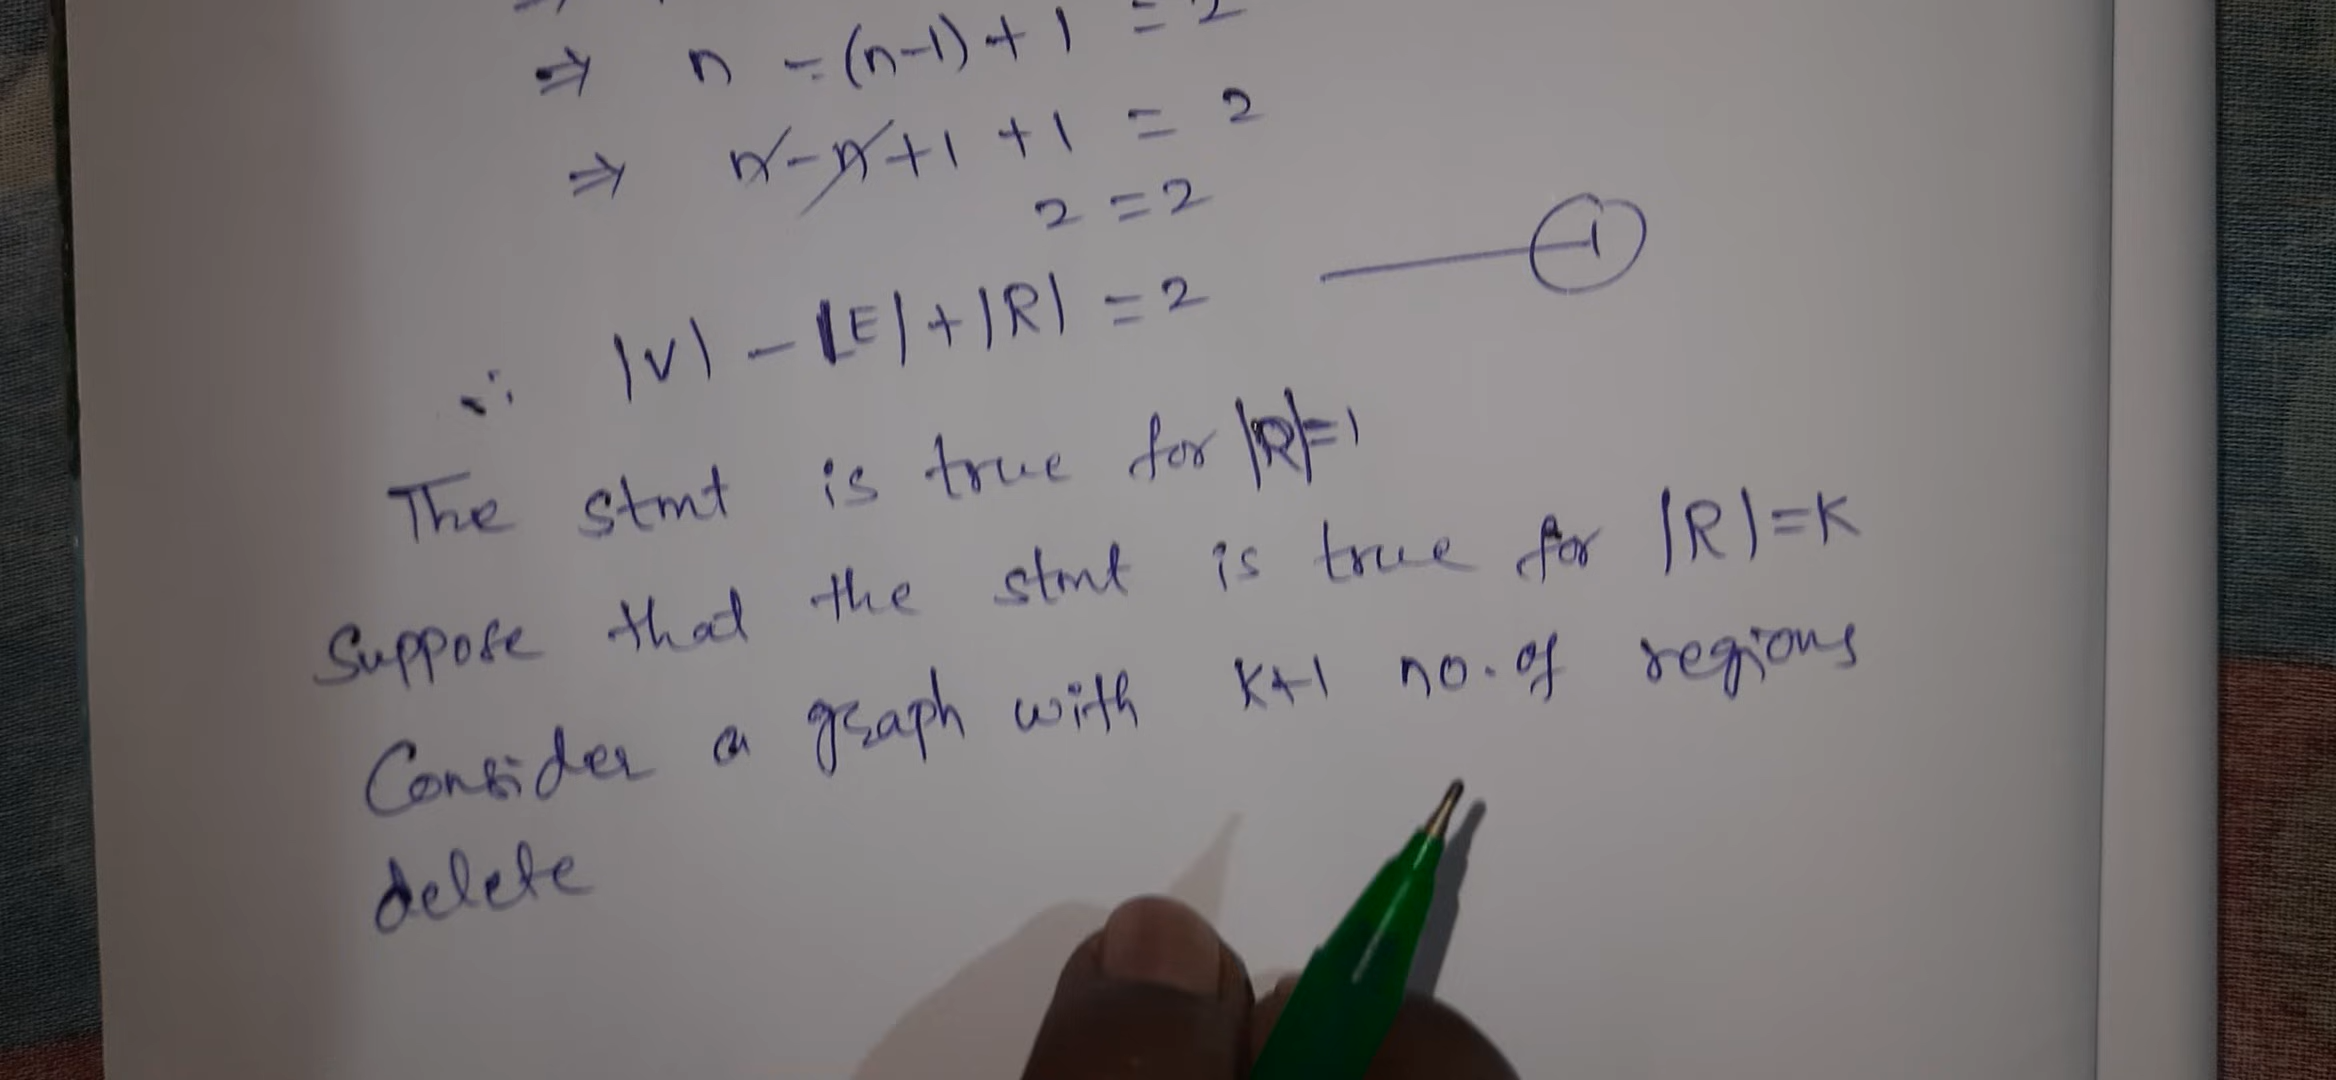 ⇒ n - (n-1) + 1 = 2
⇒ n - n + 1 + 1 = 2
2 = 2
∴ |V| - |E| + |R| = 2 — 1
The stmt is true for |R|=1
Suppose that the stmt is true for |R|=K
Consider a graph with K+1 no. of regions
delete